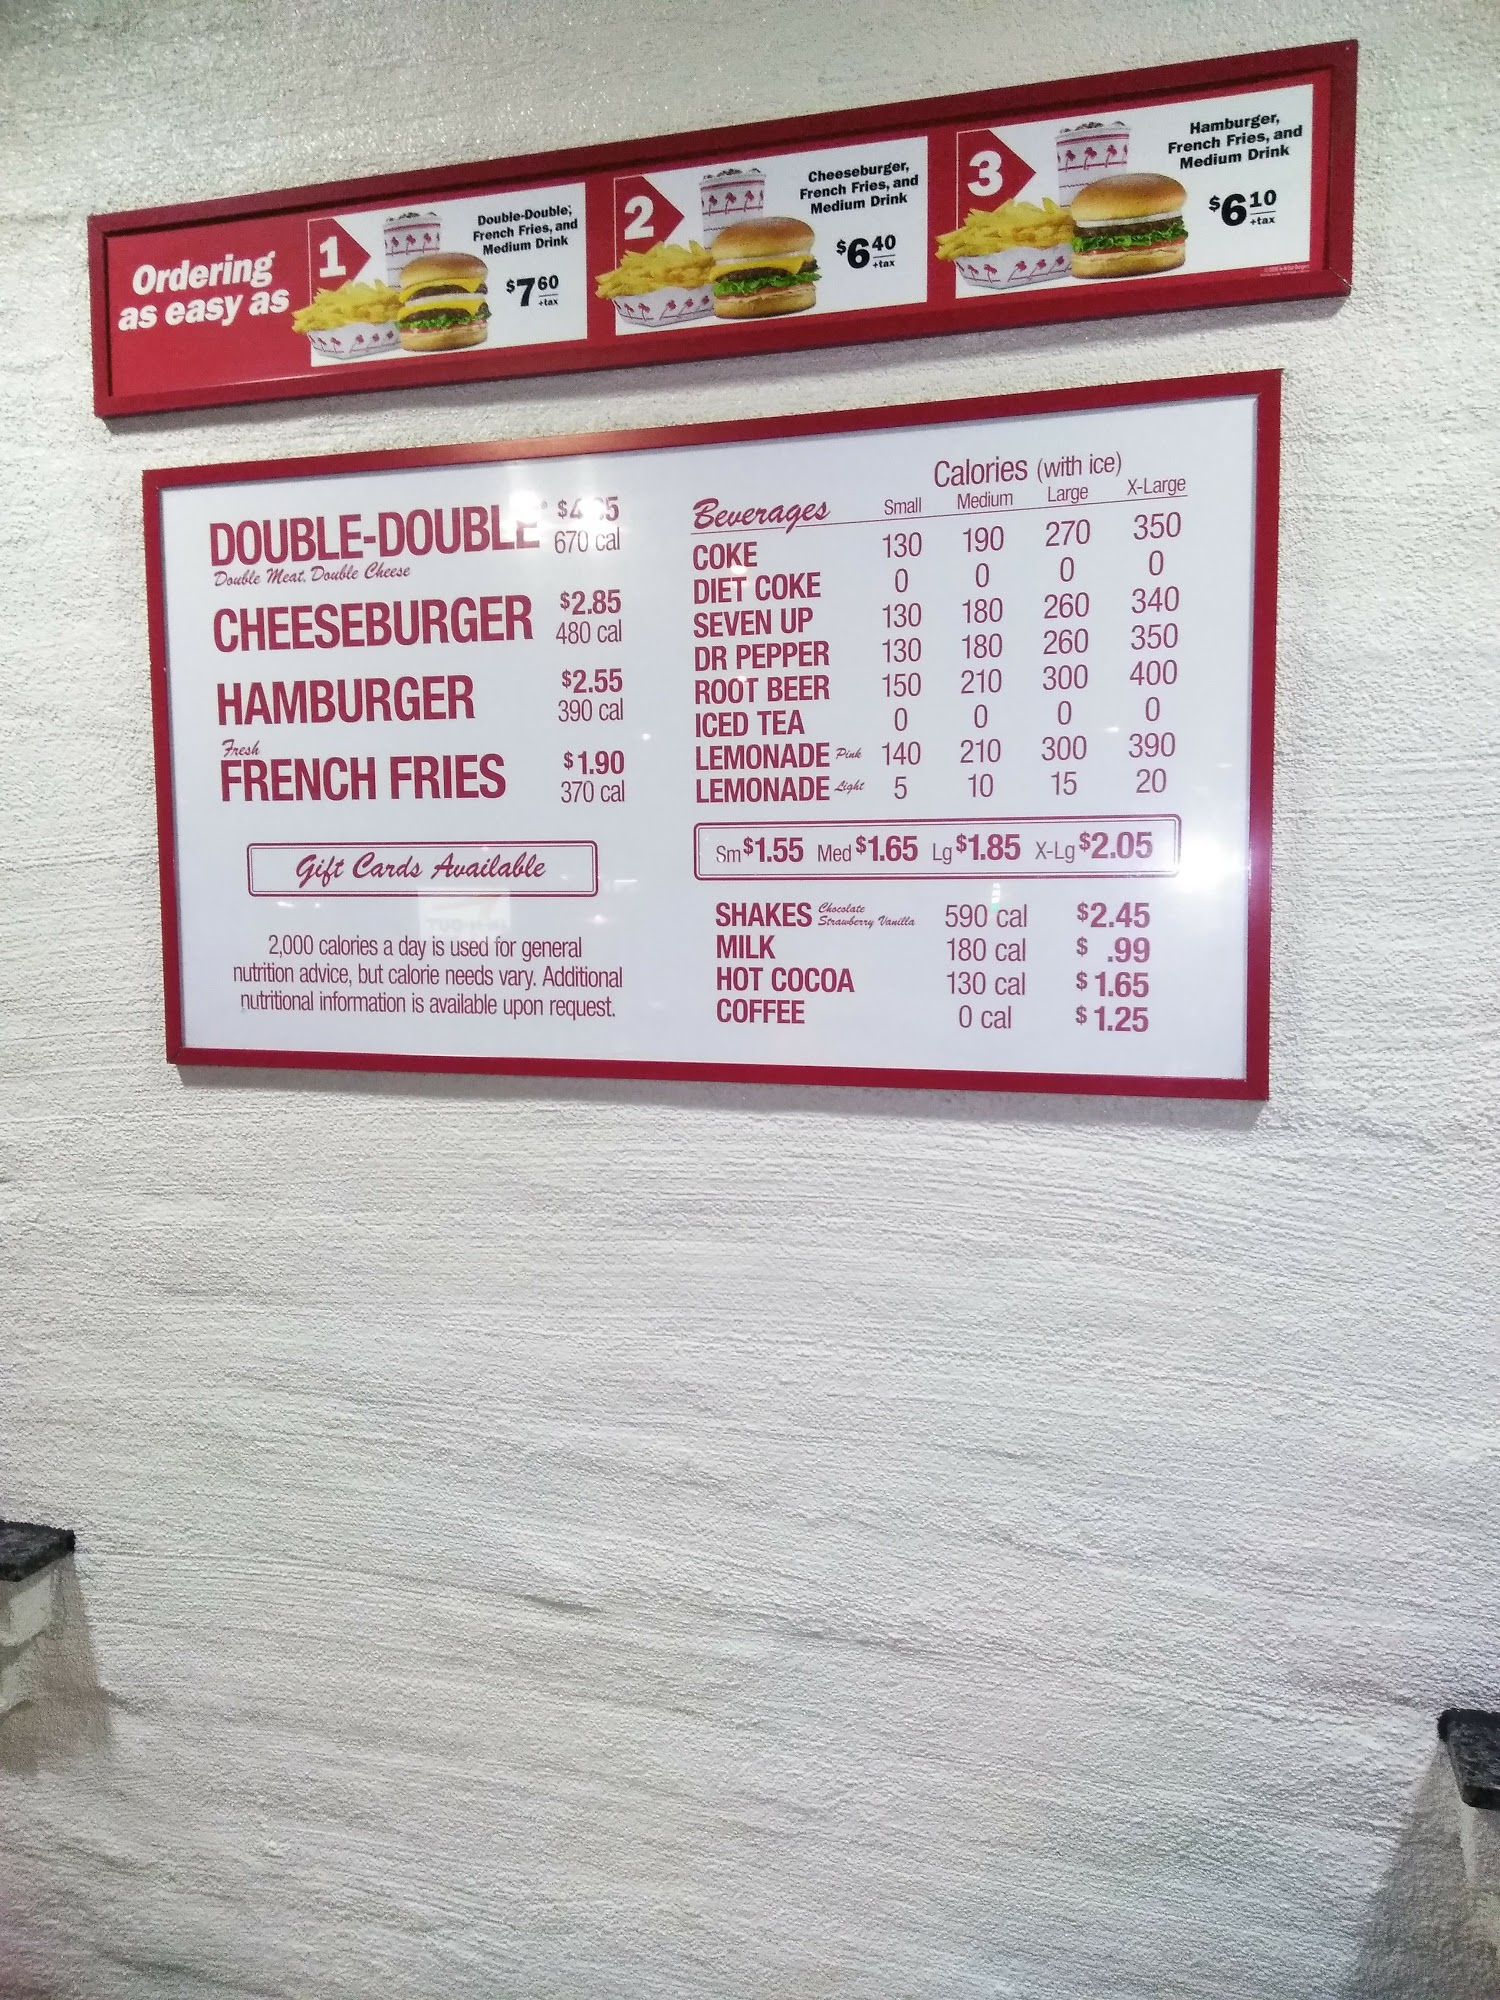 Ordering
as easy as
1
Double-Double,
French Fries, and
Medium Drink
$7 60
+tax
2
Cheeseburger,
French Fries, and
Medium Drink
$6 40
+tax
3
Hamburger,
French Fries, and
Medium Drink
$6 10
+tax
DOUBLE-DOUBLE
670 cal
Double Meat, Double Cheese
CHEESEBURGER $2.85
480 cal
HAMBURGER $2.55
390 cal
Fresh
FRENCH FRIES $1.90
370 cal
Gift Cards Available
2,000 calories a day is used for general
nutrition advice, but calorie needs vary. Additional
nutritional information is available upon request.
Calories (with ice)
Beverages Small Medium Large X-Large
COKE 130 190 270 350
DIET COKE 0 0 0 0
SEVEN UP 130 180 260 340
DR PEPPER 130 180 260 350
ROOT BEER 150 210 300 400
ICED TEA 0 0 0 0
LEMONADE Pink 140 210 300 390
LEMONADE Light 5 10 15 20
Sm $1.55 Med $1.65 Lg $1.85 X-Lg $2.05
SHAKES Chocolate Strawberry Vanilla 590 cal $2.45
MILK 180 cal $ .99
HOT COCOA 130 cal $1.65
COFFEE 0 cal $1.25